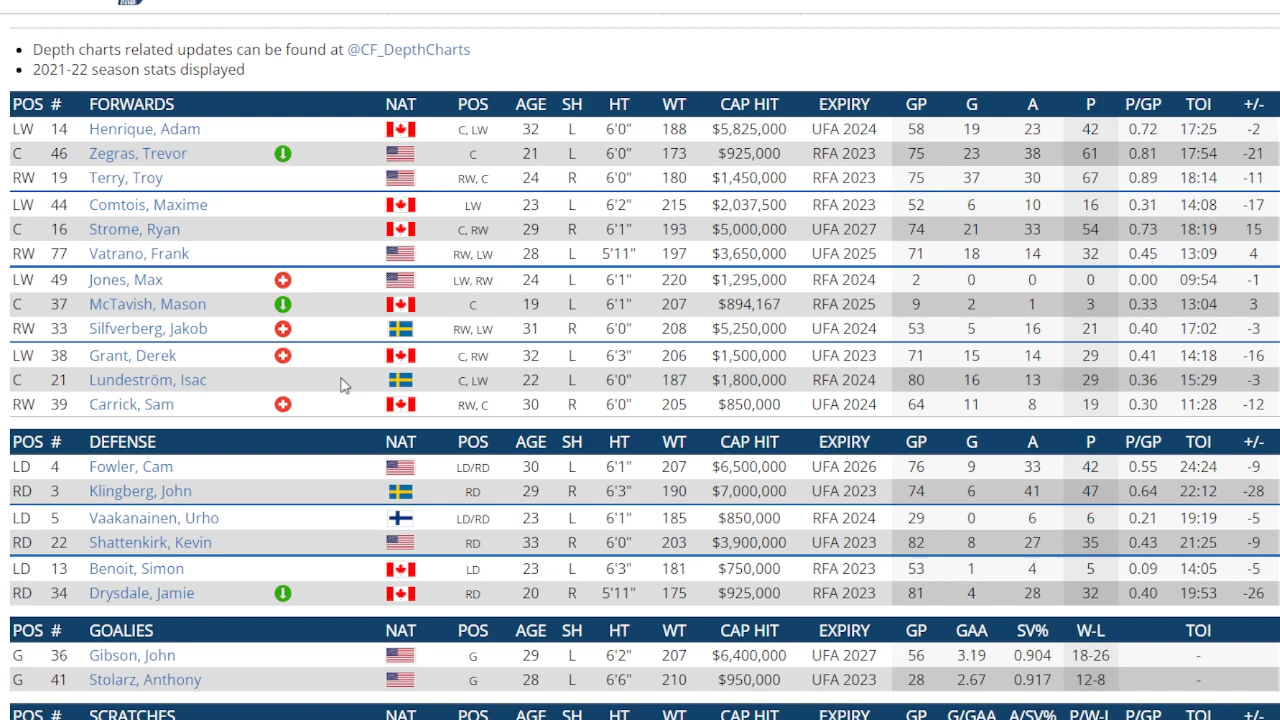 Depth charts related updates can be found at @CF_DepthCharts
2021-22 season stats displayed
POS # FORWARDS NAT POS AGE SH HT WT CAP HIT EXPIRY GP G A P P/GP TOI +/-
LW 14 Henrique, Adam C, LW 32 L 6'0" 188 $5,825,000 UFA 2024 58 19 23 42 0.72 17:25 -2
C 46 Zegras, Trevor C 21 L 6'0" 173 $925,000 RFA 2023 75 23 38 61 0.81 17:54 -21
RW 19 Terry, Troy RW, C 24 R 6'0" 180 $1,450,000 RFA 2023 75 37 30 67 0.89 18:14 -11
LW 44 Comtois, Maxime LW 23 L 6'2" 215 $2,037,500 RFA 2023 52 6 10 16 0.31 14:08 -17
C 16 Strome, Ryan C, RW 29 R 6'1" 193 $5,000,000 UFA 2027 74 21 33 54 0.73 18:19 15
RW 77 Vatrano, Frank RW, LW 28 L 5'11" 197 $3,650,000 UFA 2025 71 18 14 32 0.45 13:09 4
LW 49 Jones, Max LW, RW 24 L 6'1" 220 $1,295,000 RFA 2024 2 0 0 0 0.00 09:54 -1
C 37 McTavish, Mason C 19 L 6'1" 207 $894,167 RFA 2025 9 2 1 3 0.33 13:04 3
RW 33 Silfverberg, Jakob RW, LW 31 R 6'0" 208 $5,250,000 UFA 2024 53 5 16 21 0.40 17:02 -3
LW 38 Grant, Derek C, RW 32 L 6'3" 206 $1,500,000 UFA 2023 71 15 14 29 0.41 14:18 -16
C 21 Lundeström, Isac C, LW 22 L 6'0" 187 $1,800,000 RFA 2024 80 16 13 29 0.36 15:29 -3
RW 39 Carrick, Sam RW, C 30 R 6'0" 205 $850,000 UFA 2024 64 11 8 19 0.30 11:28 -12
POS # DEFENSE NAT POS AGE SH HT WT CAP HIT EXPIRY GP G A P P/GP TOI +/-
LD 4 Fowler, Cam LD/RD 30 L 6'1" 207 $6,500,000 UFA 2026 76 9 33 42 0.55 24:24 -9
RD 3 Klingberg, John RD 29 R 6'3" 190 $7,000,000 UFA 2023 74 6 41 47 0.64 22:12 -28
LD 5 Vaakanainen, Urho LD/RD 23 L 6'1" 185 $850,000 RFA 2024 29 0 6 6 0.21 19:19 -5
RD 22 Shattenkirk, Kevin RD 33 R 6'0" 203 $3,900,000 UFA 2023 82 8 27 35 0.43 21:25 -9
LD 13 Benoit, Simon LD 23 L 6'3" 181 $750,000 RFA 2023 53 1 4 5 0.09 14:05 -5
RD 34 Drysdale, Jamie RD 20 R 5'11" 175 $925,000 RFA 2023 81 4 28 32 0.40 19:53 -26
POS # GOALIES NAT POS AGE SH HT WT CAP HIT EXPIRY GP GAA SV% W-L TOI
G 36 Gibson, John G 29 L 6'2" 207 $6,400,000 UFA 2027 56 3.19 0.904 18-26 -
G 41 Stolarz, Anthony G 28 L 6'6" 210 $950,000 UFA 2023 28 2.67 0.917 12-8 -
POS # SCRATCHES NAT POS AGE SH HT WT CAP HIT EXPIRY GP G/GAA A/SV% P/W-L P/GP TOI +/-